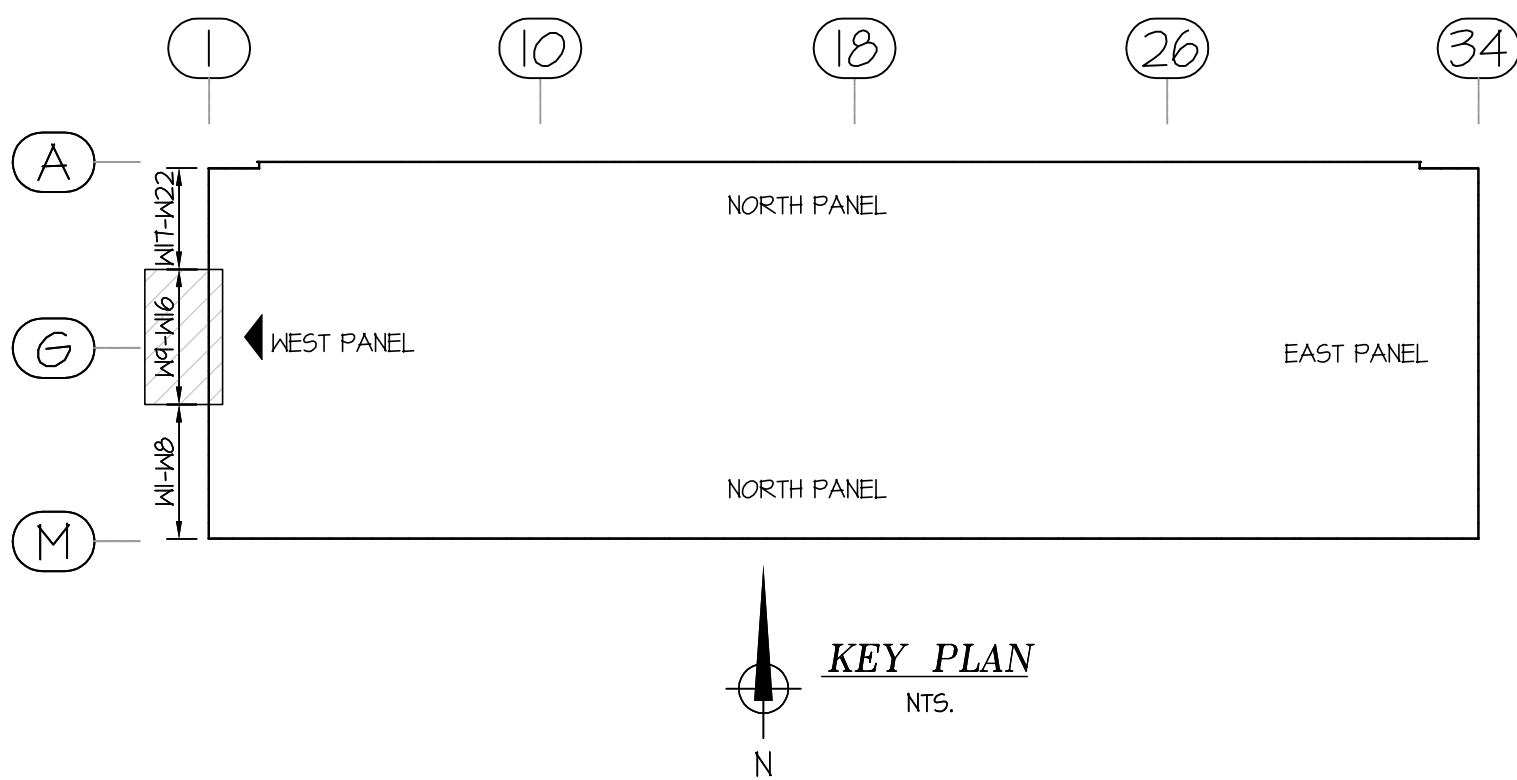 1
10
18
26
34
A
W17-W22
NORTH PANEL
G
W9-W16
WEST PANEL
EAST PANEL
W1-W8
NORTH PANEL
M
KEY PLAN
NTS.
N